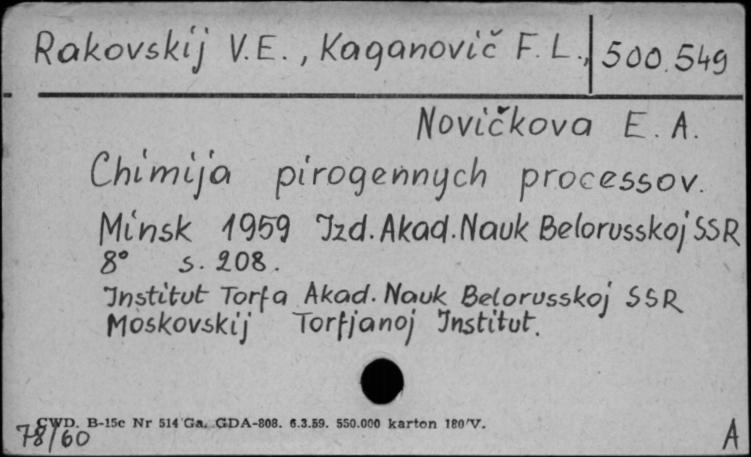 Rakovskij V.E., Kaganovič F.L., 500.549
Novičkova E.A.
Chimija pirogennych processov.
Minsk 1959 Izd. Akad. Nauk Belorusskoj SSR
8° s. 208.
Institut Torfa Akad. Nauk Belorusskoj SSR
Moskovskij Torfjanoj Institut.
CWD. B-15c Nr 514 Ga. GDA-808. 6.3.59. 550.000 karton 180 V.
78/60 A